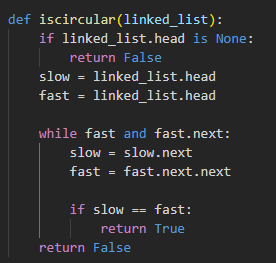 def iscircular(linked_list):
    if linked_list.head is None:
        return False
    slow = linked_list.head
    fast = linked_list.head

    while fast and fast.next:
        slow = slow.next
        fast = fast.next.next

        if slow == fast:
            return True
    return False